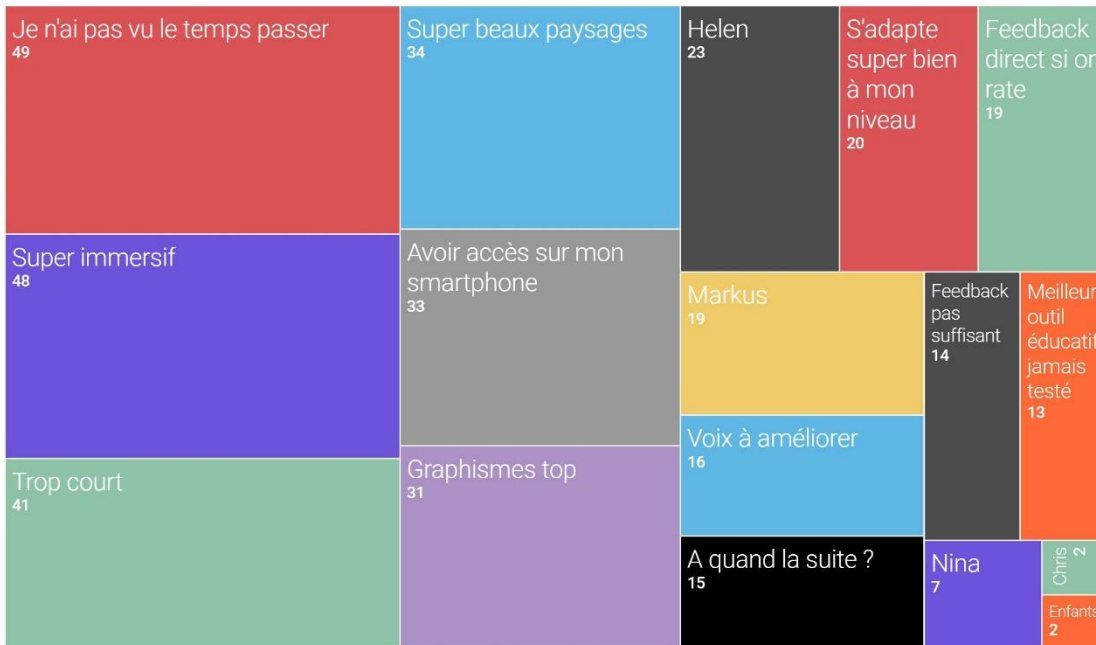 Je n'ai pas vu le temps passer
49
Super immersif
48
Trop court
41
Super beaux paysages
34
Avoir accès sur mon
smartphone
33
Graphismes top
31
Helen
23
S'adapte
super bien
à mon
niveau
20
Feedback
direct si on
rate
19
Markus
19
Voix à améliorer
16
A quand la suite ?
15
Feedback
pas
suffisant
14
Meilleur
outil
éducatif
jamais
testé
13
Nina
7
Chris
2
Enfants
2